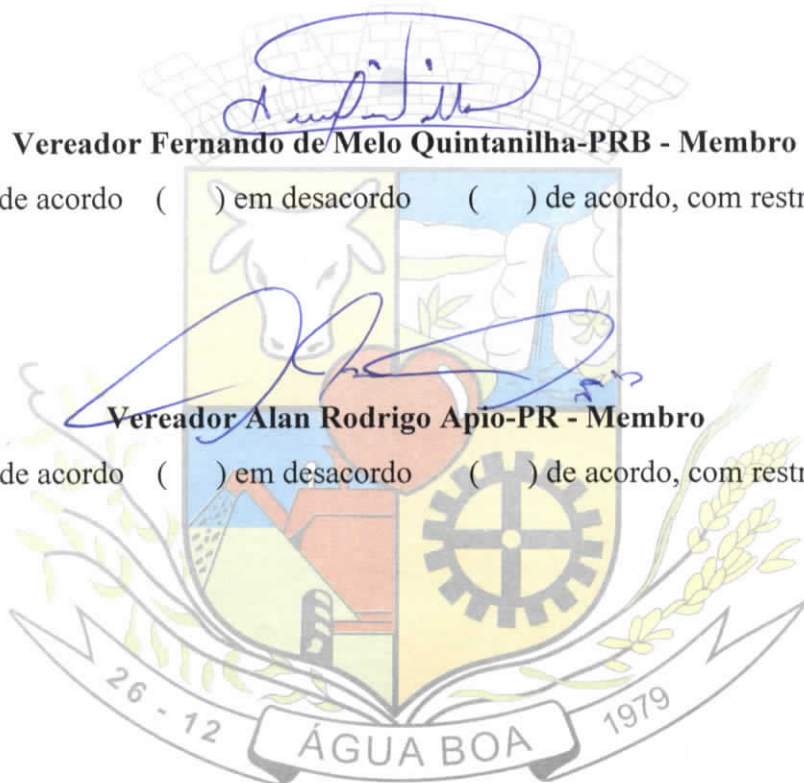 Vereador Fernando de Melo Quintanilha-PRB - Membro
de acordo ( ) em desacordo ( ) de acordo, com restr
Vereador Alan Rodrigo Apio-PR - Membro
de acordo ( ) em desacordo ( ) de acordo, com restr
26 - 12 ÁGUA BOA 1979